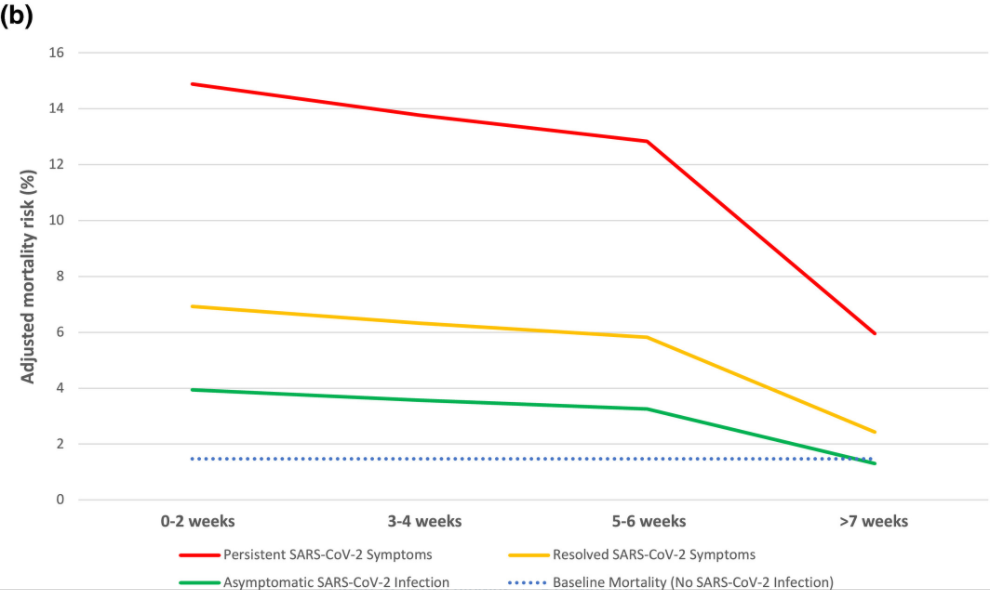 (b)
16
14
12
10
8
6
4
2
0
Adjusted mortality risk (%)
0-2 weeks 3-4 weeks 5-6 weeks >7 weeks
Persistent SARS-CoV-2 Symptoms Resolved SARS-CoV-2 Symptoms
Asymptomatic SARS-CoV-2 Infection Baseline Mortality (No SARS-CoV-2 Infection)